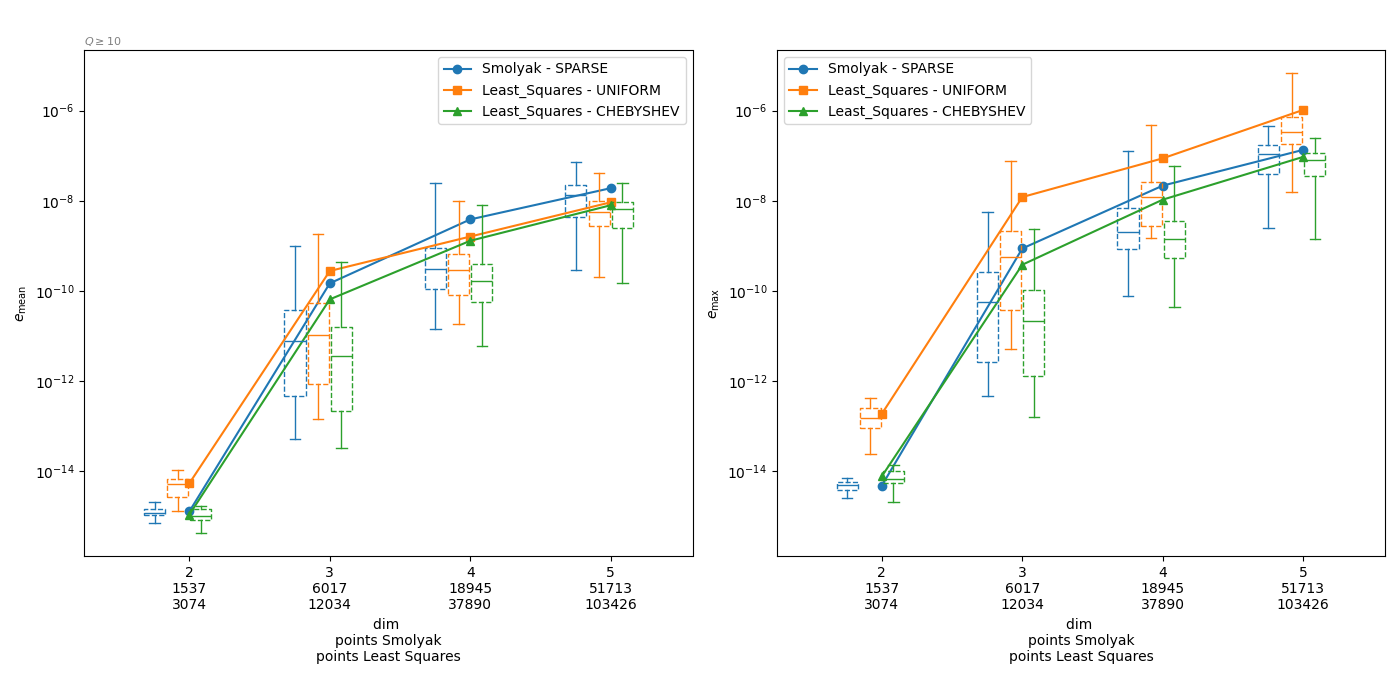 Q ≥ 10
Smolyak - SPARSE
Least_Squares - UNIFORM
Least_Squares - CHEBYSHEV
10⁻⁶
10⁻⁸
10⁻¹⁰
10⁻¹²
10⁻¹⁴
e_mean
2 3 4 5
1537 6017 18945 51713
3074 12034 37890 103426
dim
points Smolyak
points Least Squares
Smolyak - SPARSE
Least_Squares - UNIFORM
Least_Squares - CHEBYSHEV
10⁻⁶
10⁻⁸
10⁻¹⁰
10⁻¹²
10⁻¹⁴
e_max
2 3 4 5
1537 6017 18945 51713
3074 12034 37890 103426
dim
points Smolyak
points Least Squares